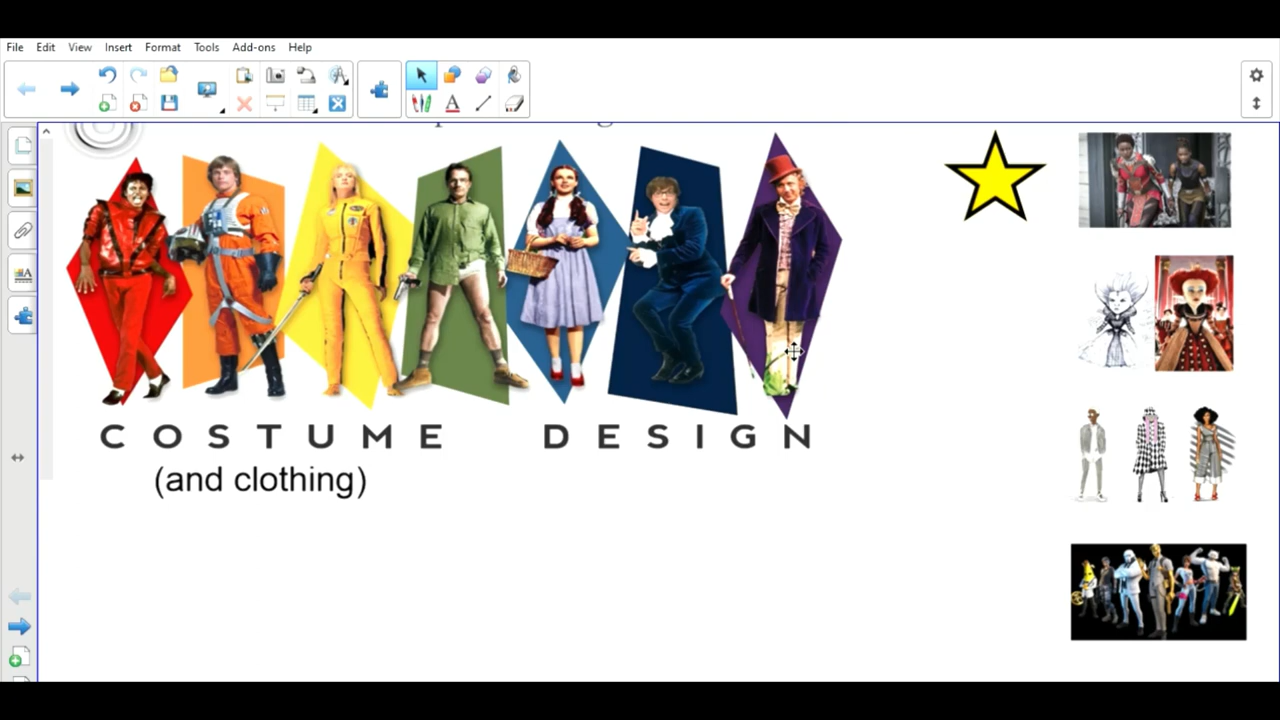 File Edit View Insert Format Tools Add-ons Help
COSTUME DESIGN
(and clothing)